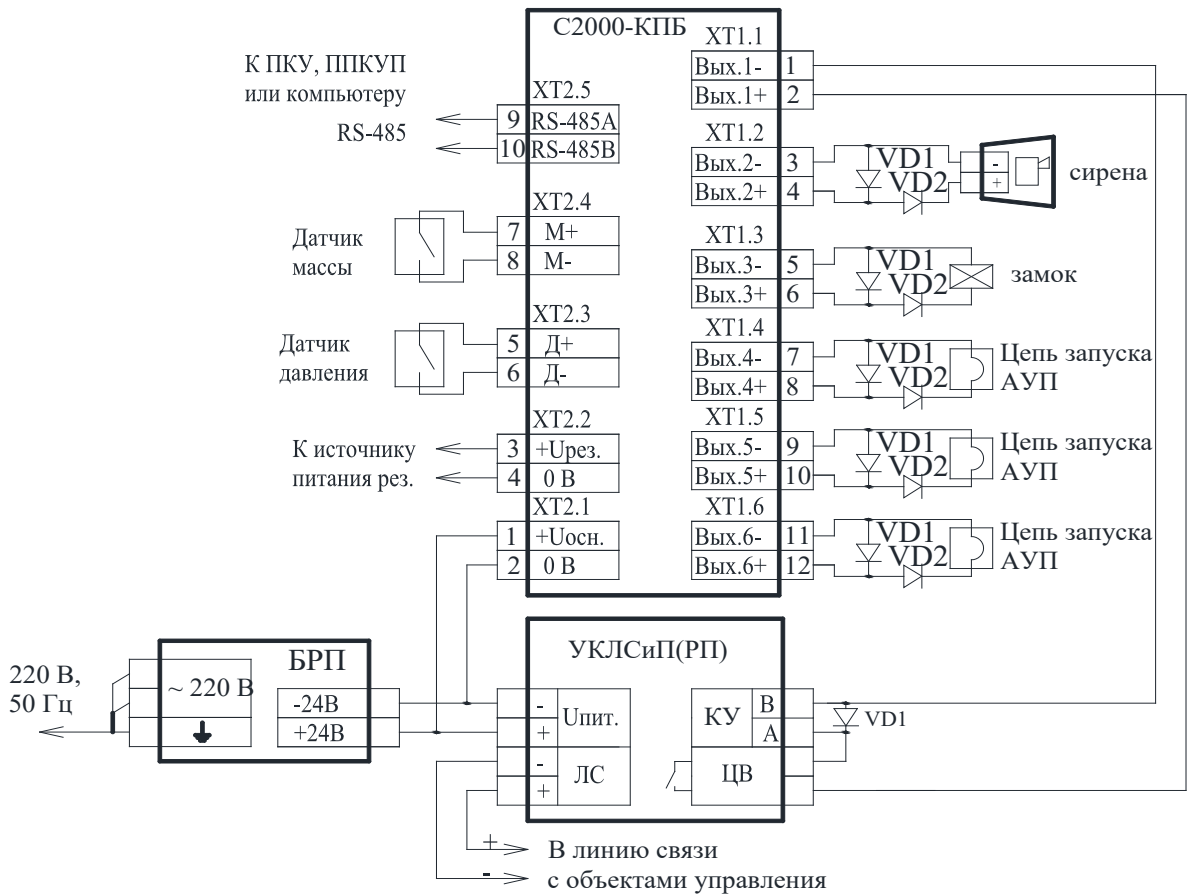 С2000-КПБ
К ПКУ, ППКУП
или компьютеру
RS-485
XT2.5
9 RS-485A
10 RS-485B
Датчик
массы
XT2.4
7 М+
8 М-
Датчик
давления
XT2.3
5 Д+
6 Д-
К источнику
питания рез.
XT2.2
3 +Uрез.
4 0 В
XT2.1
1 +Uосн.
2 0 В
XT1.1
Вых.1- 1
Вых.1+ 2
XT1.2
Вых.2- 3
Вых.2+ 4
VD1
VD2
-
+
сирена
XT1.3
Вых.3- 5
Вых.3+ 6
VD1
VD2
замок
XT1.4
Вых.4- 7
Вых.4+ 8
VD1
VD2
Цепь запуска
АУП
XT1.5
Вых.5- 9
Вых.5+ 10
VD1
VD2
Цепь запуска
АУП
XT1.6
Вых.6- 11
Вых.6+ 12
VD1
VD2
Цепь запуска
АУП
220 В,
50 Гц
БРП
~ 220 В
-24В
+24В
УКЛСиП(РП)
-
+
Uпит.
-
+
ЛС
КУ
В
А
ЦВ
VD1
+
В линию связи
-
с объектами управления